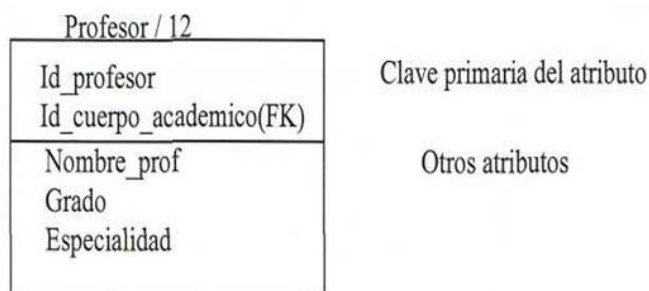 Profesor / 12
Id_profesor
Id_cuerpo_academico(FK)
Clave primaria del atributo
Nombre_prof
Otros atributos
Grado
Especialidad